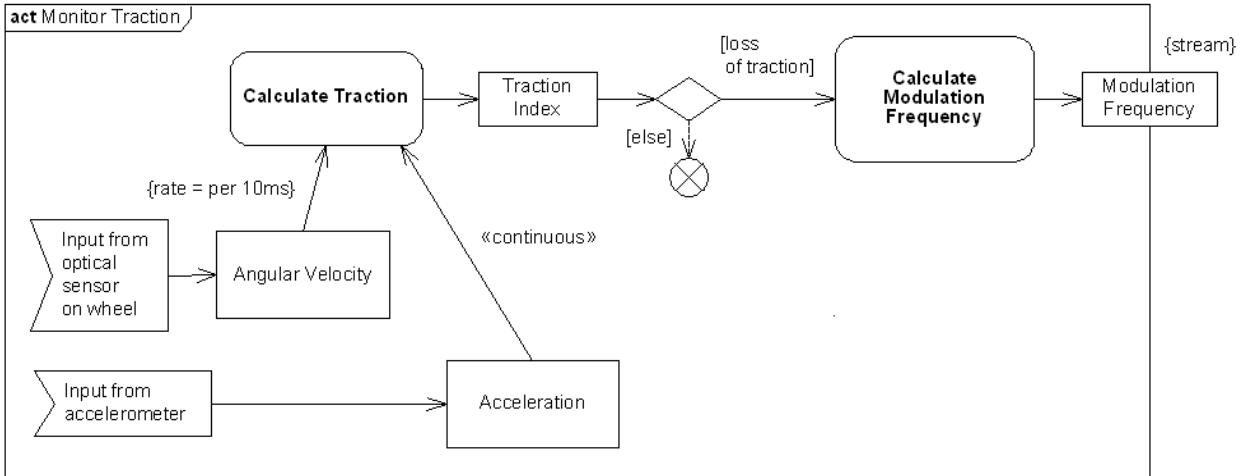 act Monitor Traction
{stream}
[loss
of traction]
Calculate Traction
Traction
Index
Calculate
Modulation
Frequency
Modulation
Frequency
[else]
{rate = per 10ms}
«continuous»
Input from
optical
sensor
on wheel
Angular Velocity
Input from
accelerometer
Acceleration